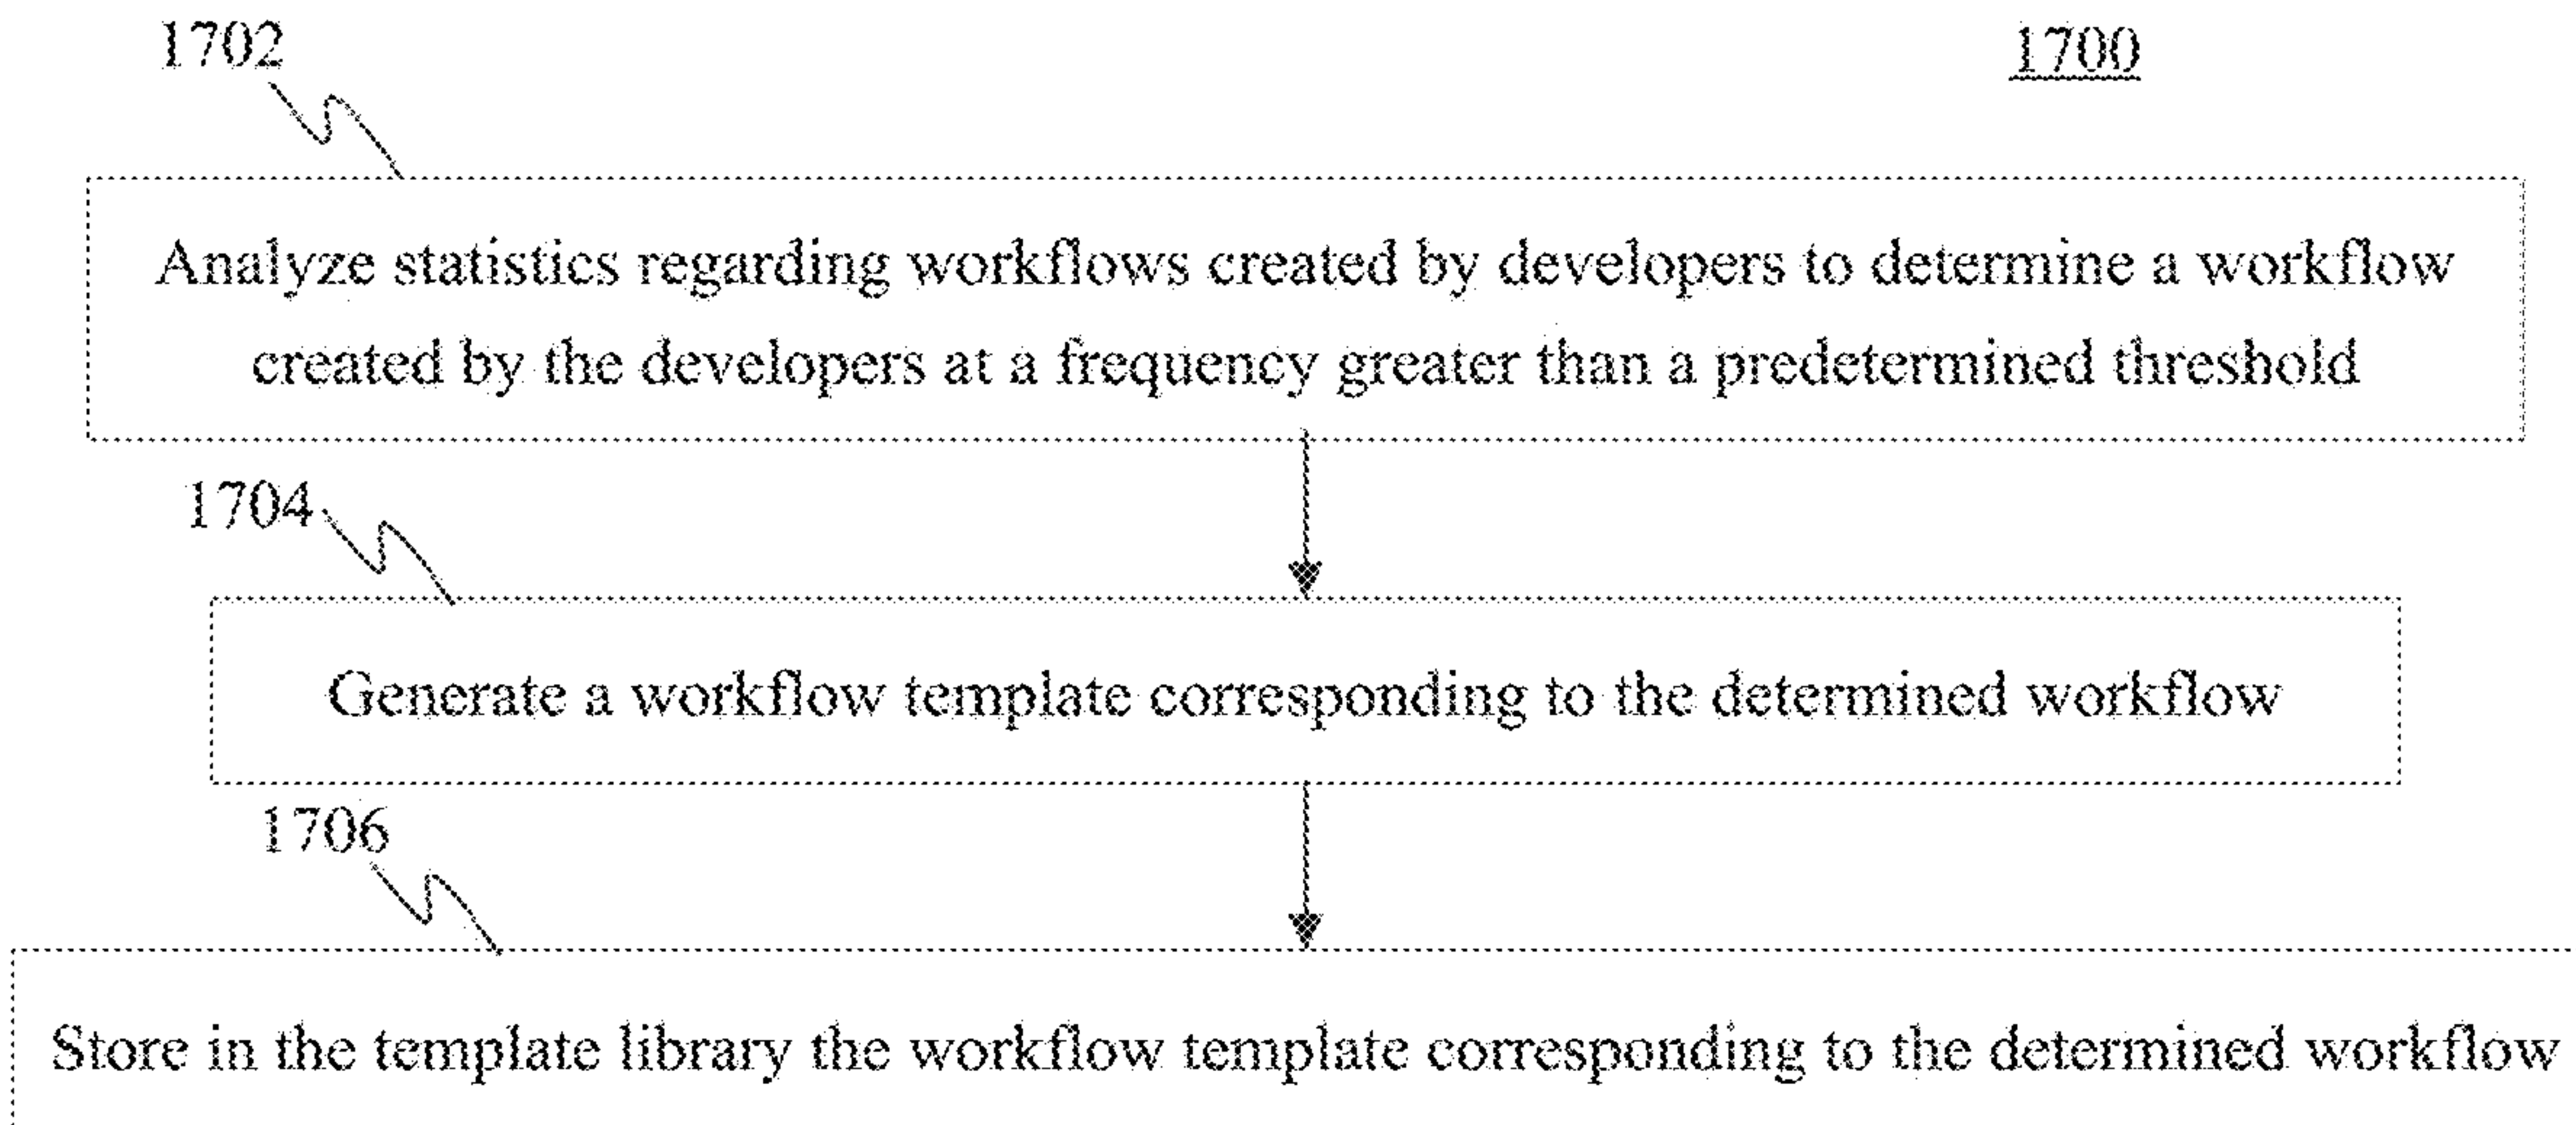 1702
1700
Analyze statistics regarding workflows created by developers to determine a workflow
created by the developers at a frequency greater than a predetermined threshold
1704
Generate a workflow template corresponding to the determined workflow
1706
Store in the template library the workflow template corresponding to the determined workflow